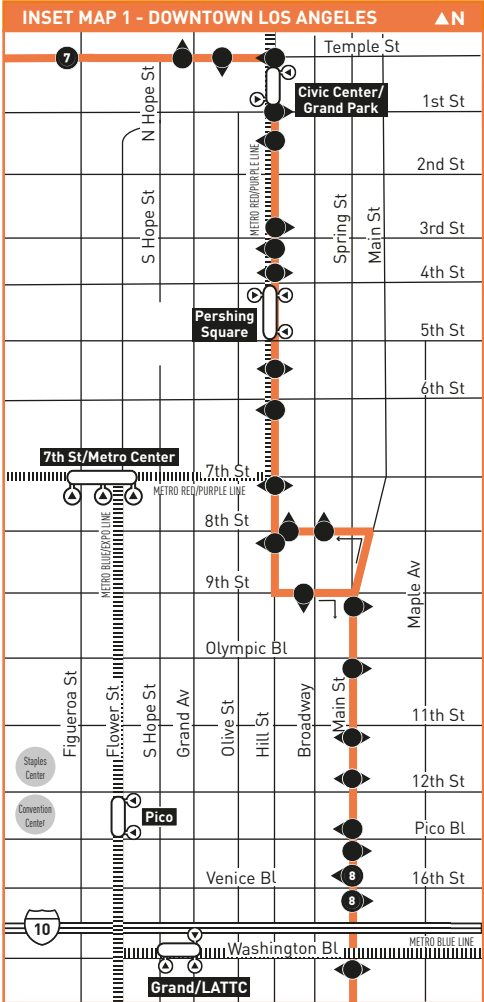 INSET MAP 1 - DOWNTOWN LOS ANGELES
N
Temple St
7
Civic Center/
Grand Park
1st St
N Hope St
METRO RED/PURPLE LINE
2nd St
S Hope St
Spring St
Main St
3rd St
4th St
Pershing
Square
5th St
6th St
7th St/Metro Center
7th St
METRO RED/PURPLE LINE
8th St
METRO BLUE/EXPO LINE
9th St
Maple Av
Olympic Bl
Figueroa St
Flower St
S Hope St
Grand Av
Olive St
Hill St
Broadway
Main St
11th St
Staples
Center
12th St
Convention
Center
Pico
Pico Bl
Venice Bl
8
16th St
8
10
Washington Bl
METRO BLUE LINE
Grand/LATTC